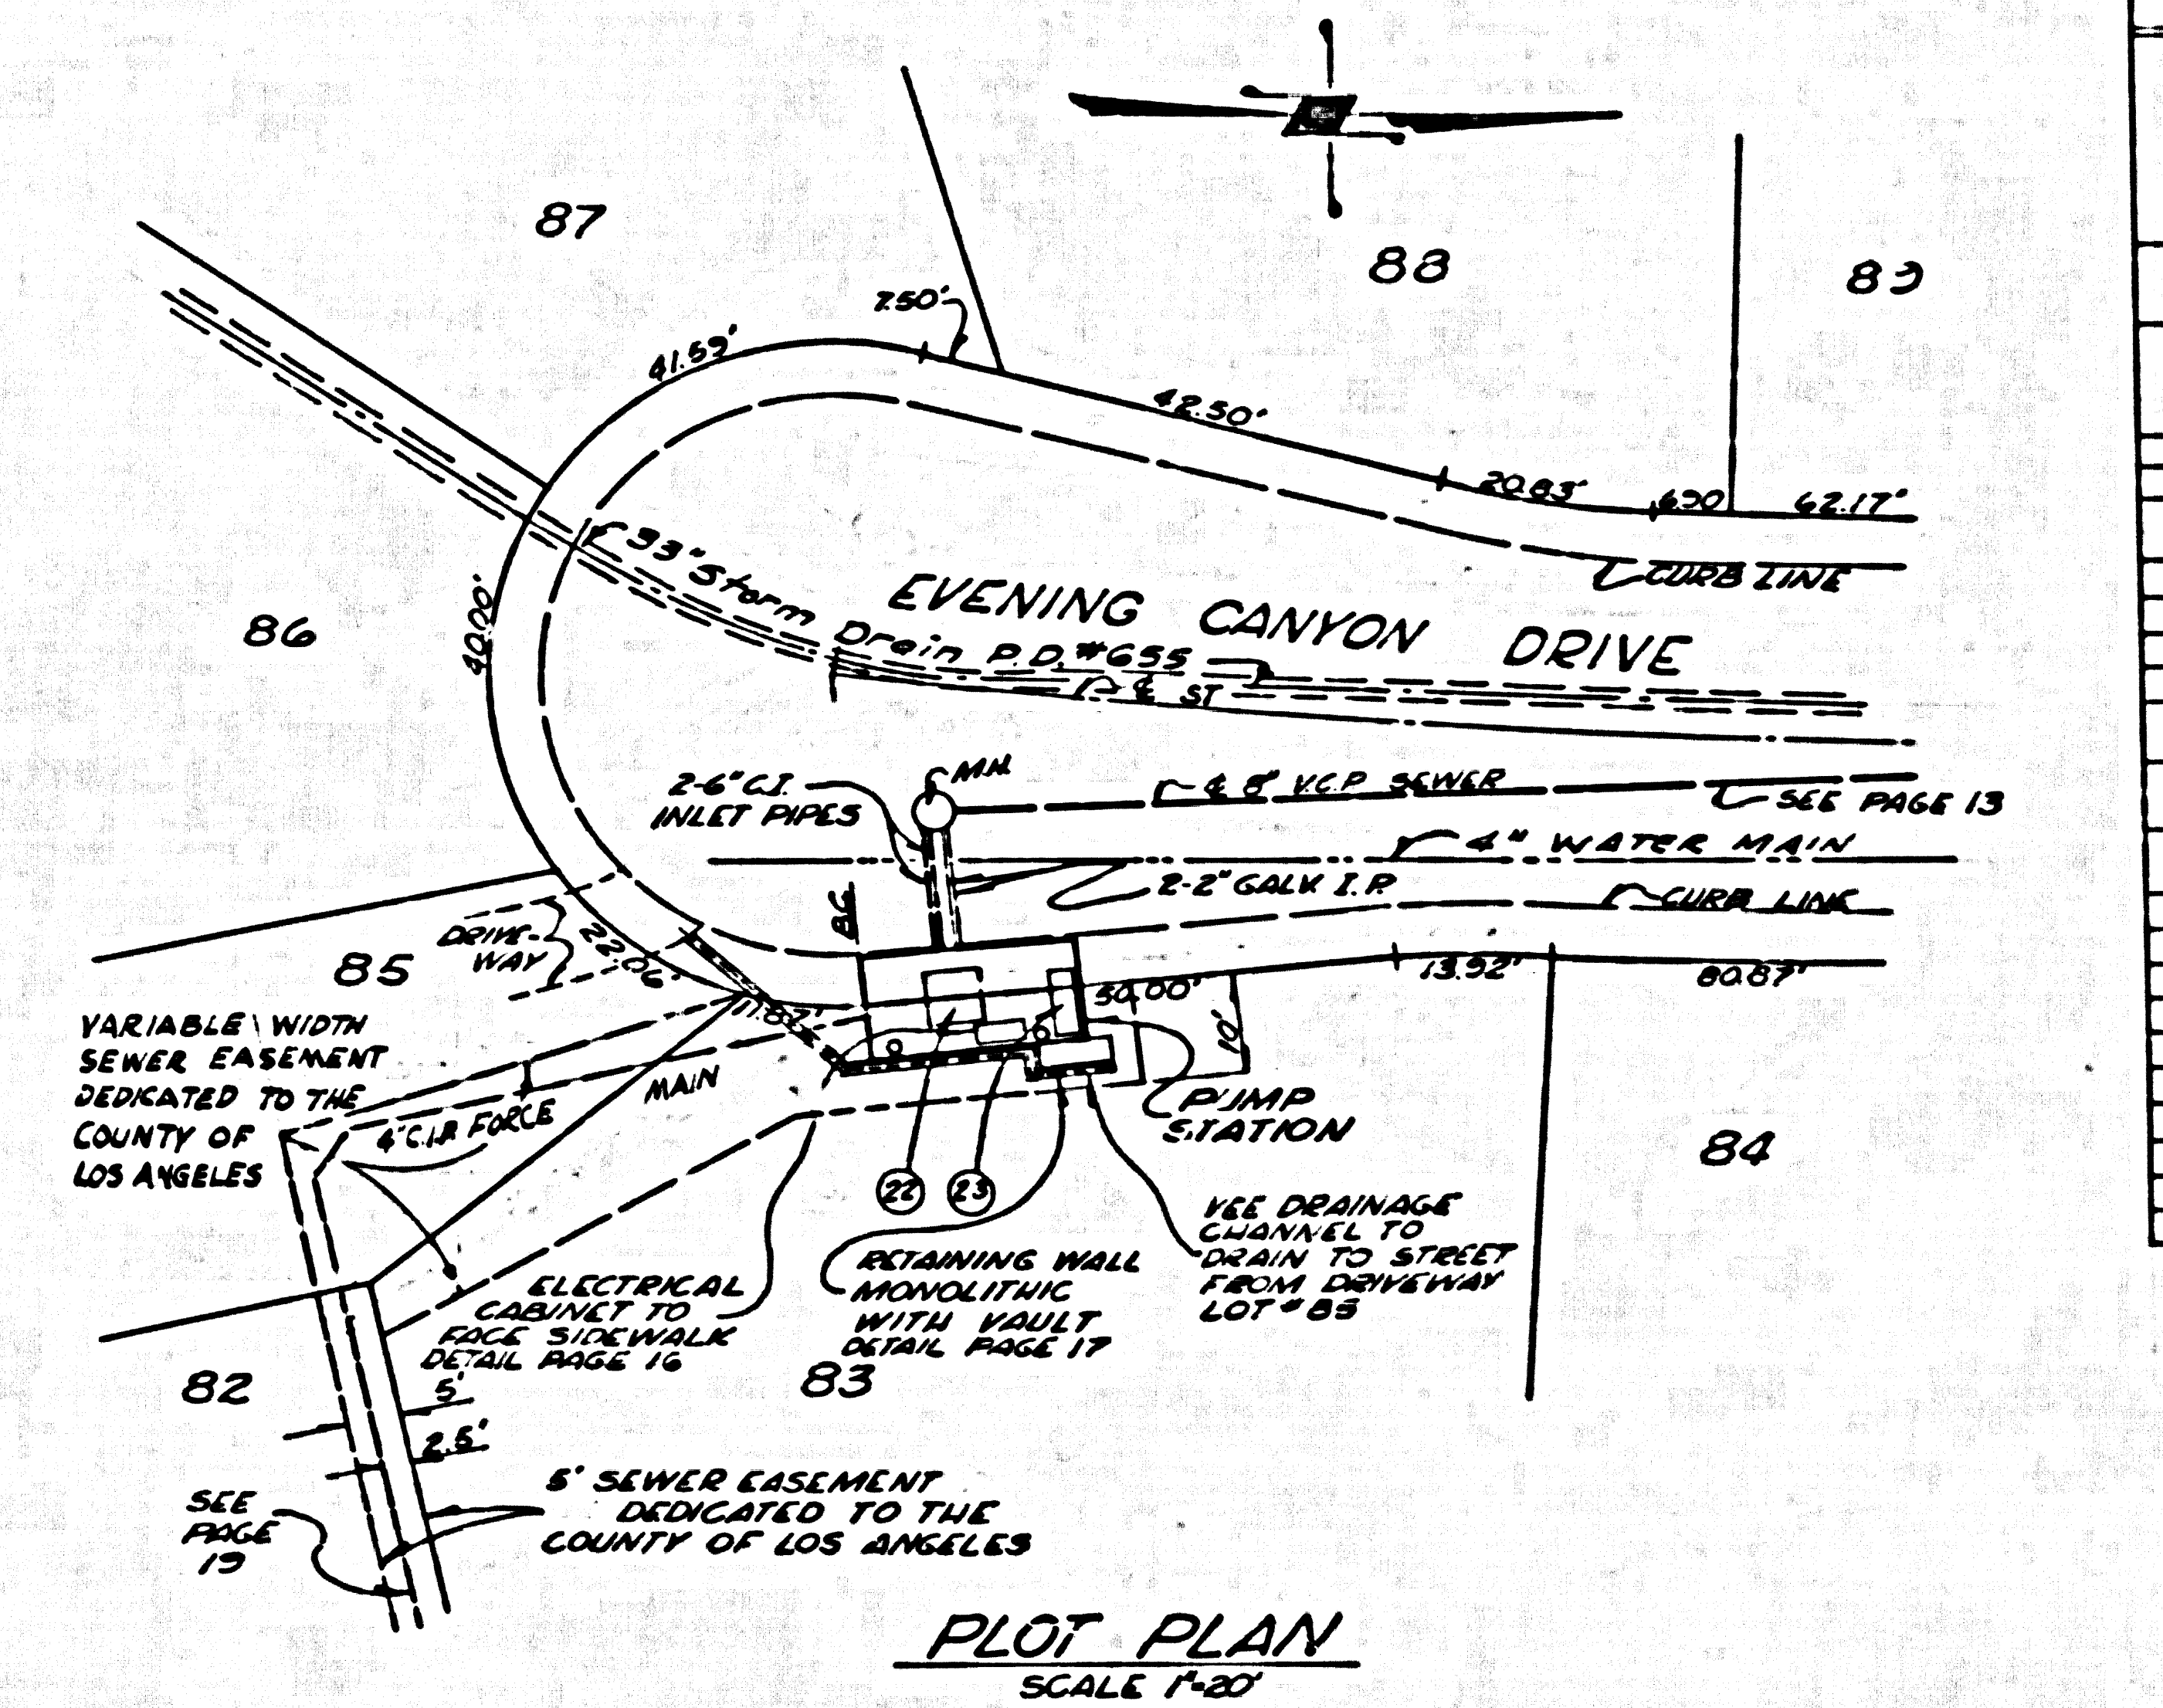 87
88
89
7.50'
41.59'
42.50'
20.83'
6.90
62.17'
CURB LINE
33" Storm Drain P.D. #655
EVENING CANYON DRIVE
℄ ST
86
40.00'
2-6" C.I.
INLET PIPES
M.H.
℄ 8" V.C.P. SEWER
SEE PAGE 13
4" WATER MAIN
2-2" GALV. I.P.
CURB LINE
B.C.
DRIVE-
WAY
22.06'
85
11.87'
50.00'
13.92'
80.87'
10'
VARIABLE WIDTH
SEWER EASEMENT
DEDICATED TO THE
COUNTY OF
LOS ANGELES
4" C.I.P. FORCE
MAIN
PUMP
STATION
84
22
23
ELECTRICAL
CABINET TO
FACE SIDEWALK
DETAIL PAGE 16
RETAINING WALL
MONOLITHIC
WITH VAULT
DETAIL PAGE 17
VEE DRAINAGE
CHANNEL TO
DRAIN TO STREET
FROM DRIVEWAY
LOT # 85
82
83
5'
2.5'
SEE
PAGE
19
5' SEWER EASEMENT
DEDICATED TO THE
COUNTY OF LOS ANGELES
PLOT PLAN
SCALE 1"=20'